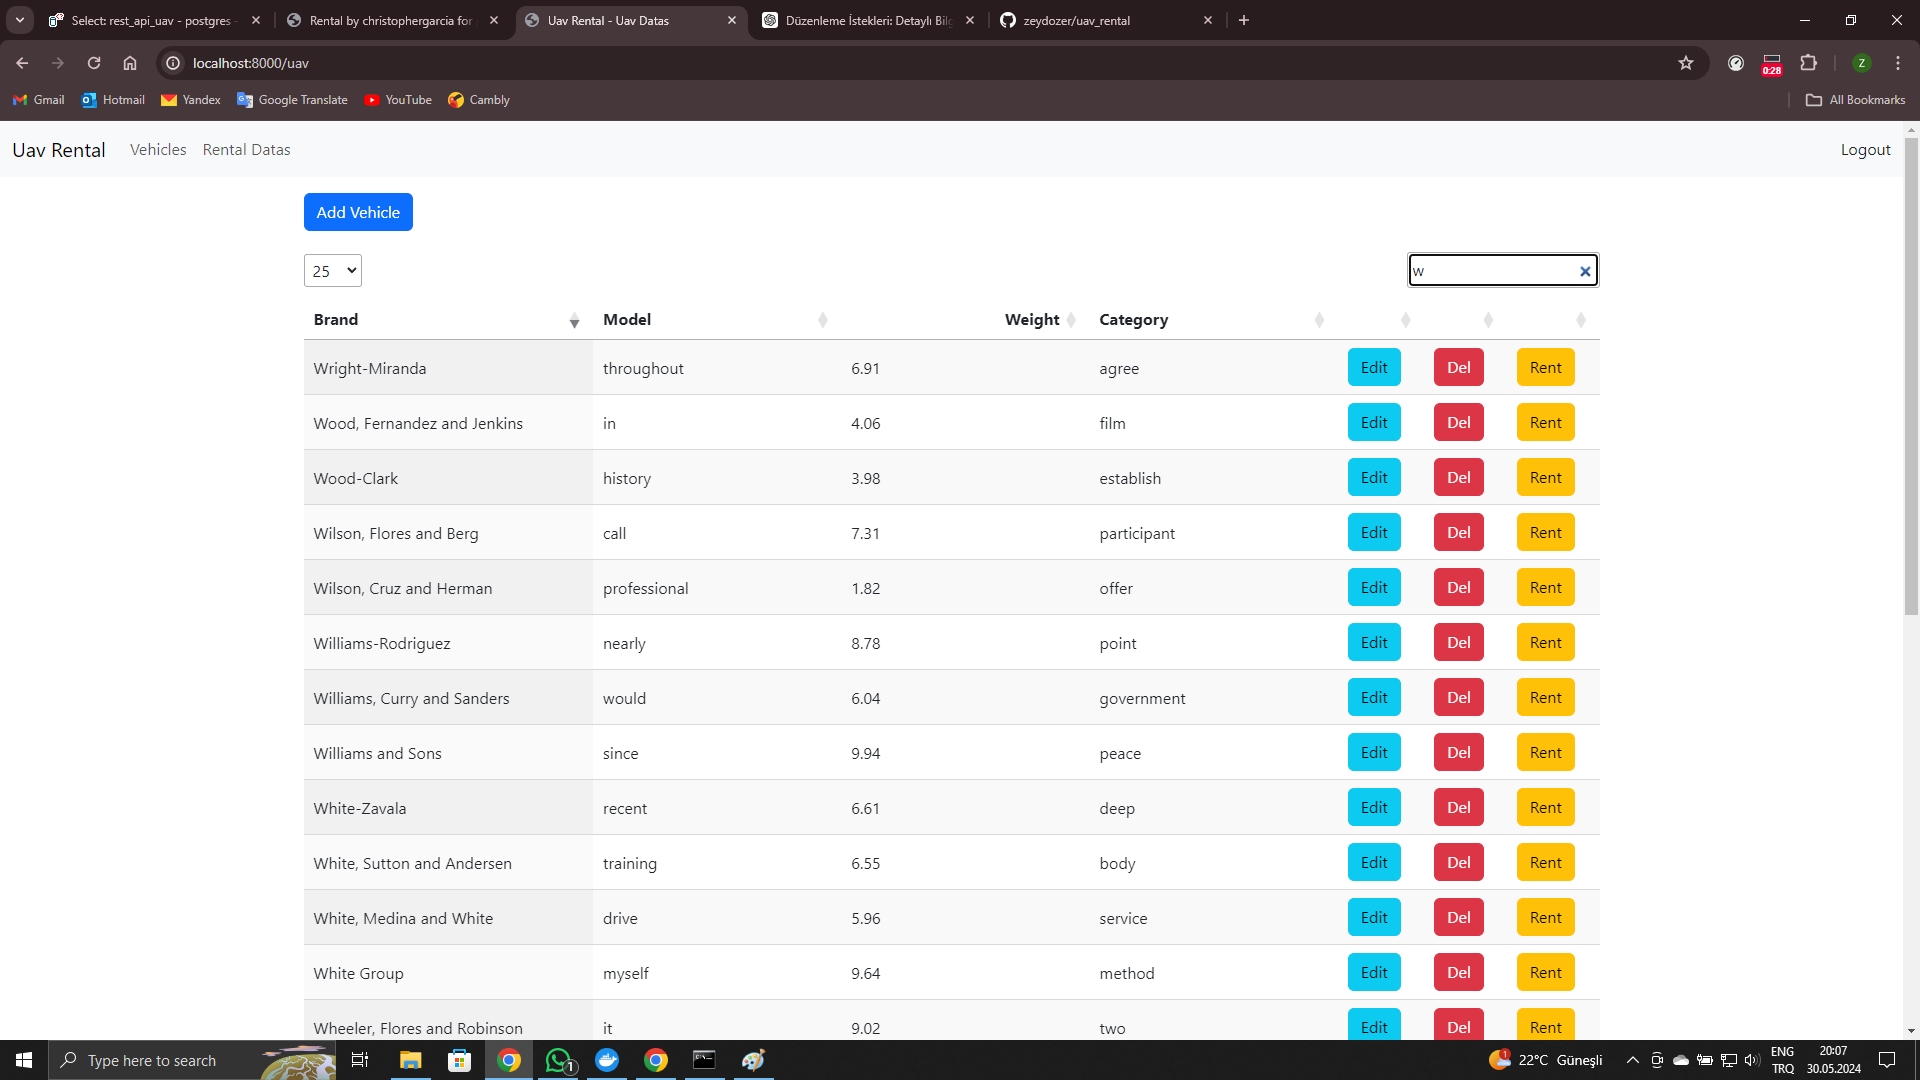 Select: rest_api_uav - postgres -
Rental by christophergarcia for
Uav Rental - Uav Datas
Düzenleme İstekleri: Detaylı Bilg
zeydozer/uav_rental
localhost:8000/uav
0:28
Z
Gmail
Hotmail
Yandex
Google Translate
YouTube
Cambly
All Bookmarks
Uav Rental
Vehicles
Rental Datas
Logout
Add Vehicle
25
w
Brand Model Weight Category
Wright-Miranda throughout 6.91 agree Edit Del Rent
Wood, Fernandez and Jenkins in 4.06 film Edit Del Rent
Wood-Clark history 3.98 establish Edit Del Rent
Wilson, Flores and Berg call 7.31 participant Edit Del Rent
Wilson, Cruz and Herman professional 1.82 offer Edit Del Rent
Williams-Rodriguez nearly 8.78 point Edit Del Rent
Williams, Curry and Sanders would 6.04 government Edit Del Rent
Williams and Sons since 9.94 peace Edit Del Rent
White-Zavala recent 6.61 deep Edit Del Rent
White, Sutton and Andersen training 6.55 body Edit Del Rent
White, Medina and White drive 5.96 service Edit Del Rent
White Group myself 9.64 method Edit Del Rent
Wheeler, Flores and Robinson it 9.02 two Edit Del Rent
Type here to search
1
1
22°C Güneşli
ENG
TRQ
20:07
30.05.2024